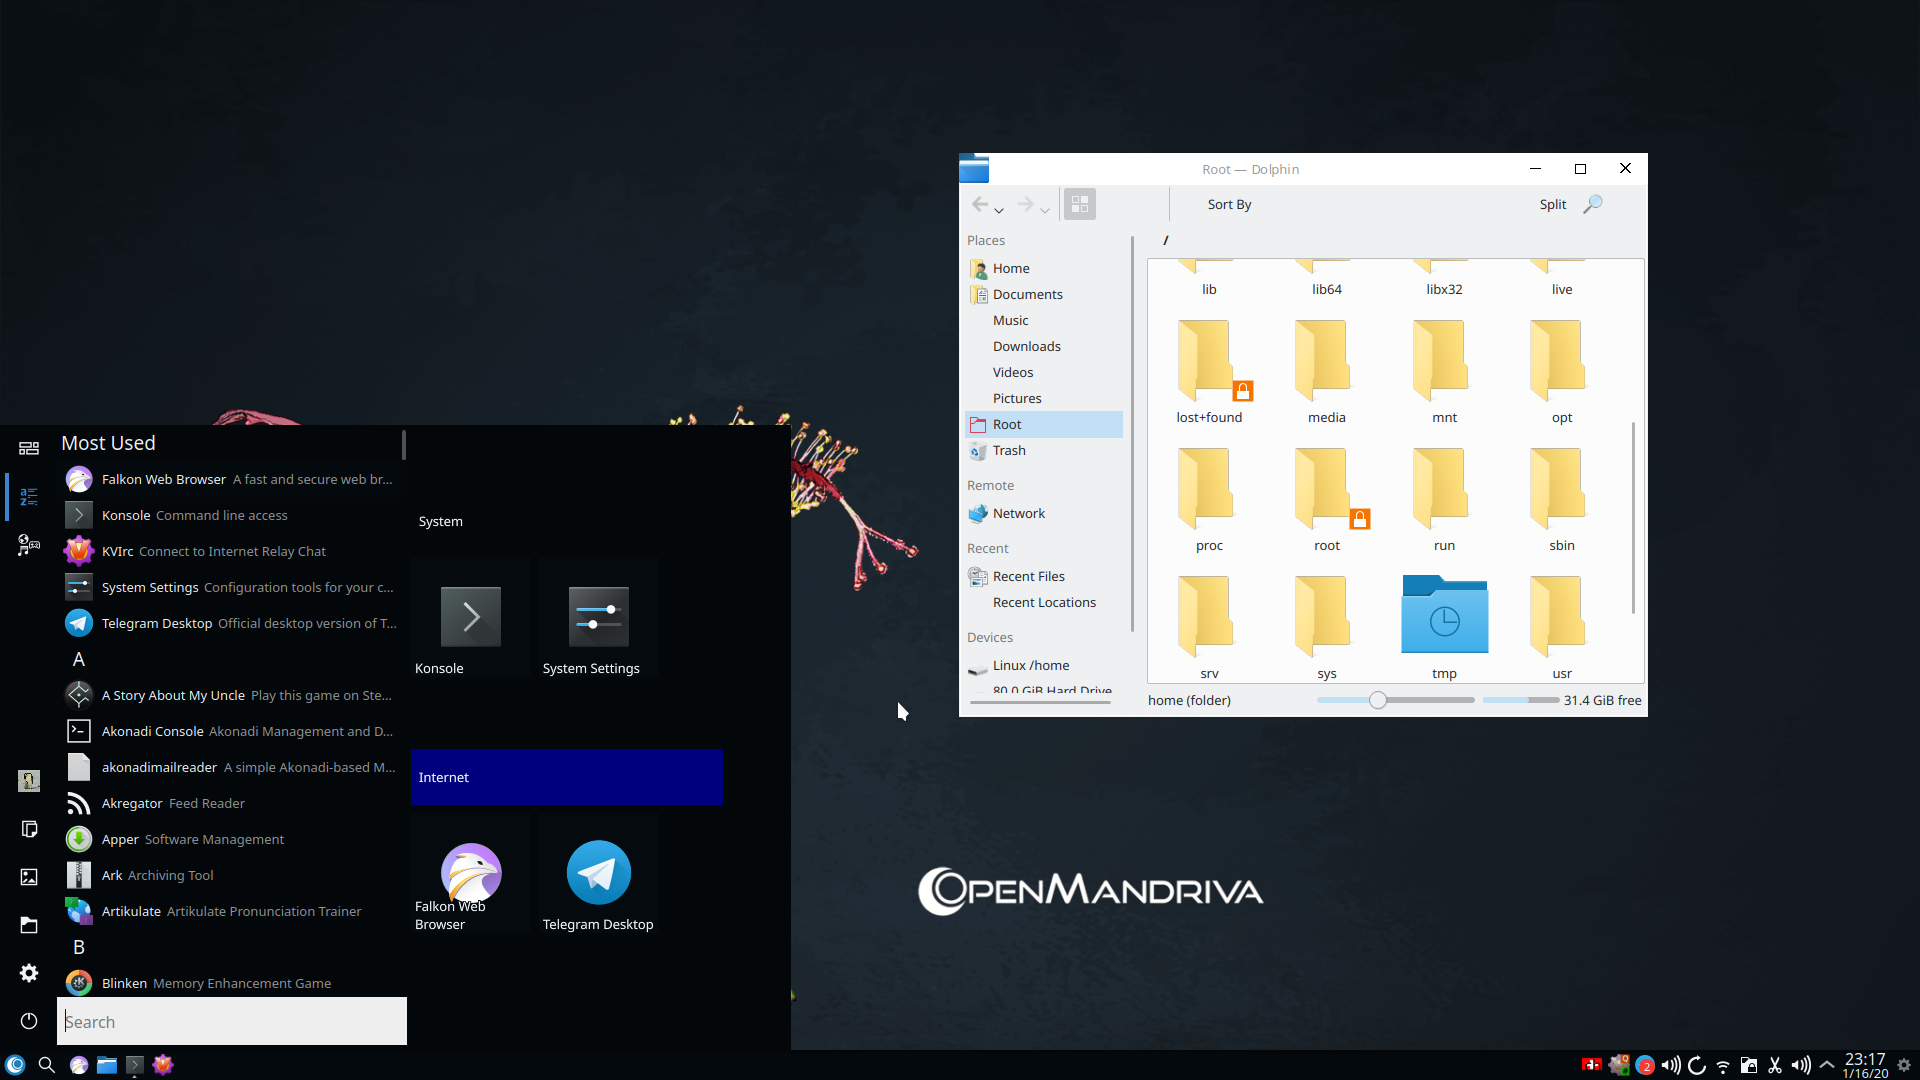 Root — Dolphin
Sort By
Split
Places
/
Home
Documents
Music
Downloads
Videos
Pictures
Root
Trash
Remote
Network
Recent
Recent Files
Recent Locations
Devices
Linux /home
80.0 GiB Hard Drive
lib lib64 libx32 live
lost+found media mnt opt
proc root run sbin
srv sys tmp usr
home (folder) 31.4 GiB free
Most Used
Falkon Web Browser A fast and secure web br...
Konsole Command line access
KVIrc Connect to Internet Relay Chat
System Settings Configuration tools for your c...
Telegram Desktop Official desktop version of T...
A
A Story About My Uncle Play this game on Ste...
Akonadi Console Akonadi Management and D...
akonadimailreader A simple Akonadi-based M...
Akregator Feed Reader
Apper Software Management
Ark Archiving Tool
Artikulate Artikulate Pronunciation Trainer
B
Blinken Memory Enhancement Game
Search
System
Konsole System Settings
Internet
Falkon Web
Browser
Telegram Desktop
OPENMANDRIVA
2
23:17
1/16/20